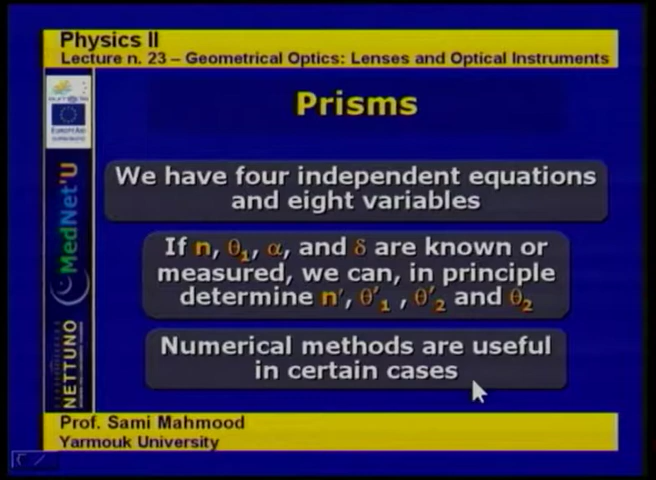 Physics II
Lecture n. 23 – Geometrical Optics: Lenses and Optical Instruments
Prisms
We have four independent equations
and eight variables
If n, θ₁, α, and δ are known or
measured, we can, in principle
determine n′, θ′₁ , θ′₂ and θ₂
Numerical methods are useful
in certain cases
MedNet'U
NETTUNO
Prof. Sami Mahmood
Yarmouk University